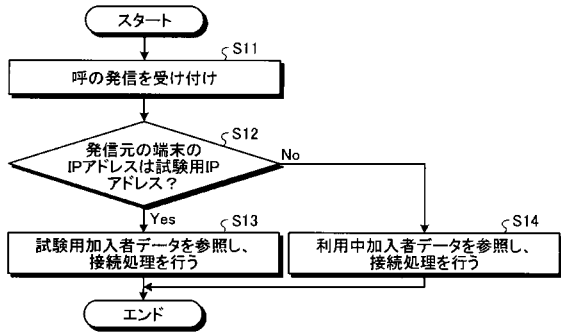 スタート
S11
呼の発信を受け付け
S12
発信元の端末の
IPアドレスは試験用IP
アドレス？
No
Yes
S13
試験用加入者データを参照し、
接続処理を行う
S14
利用中加入者データを参照し、
接続処理を行う
エンド